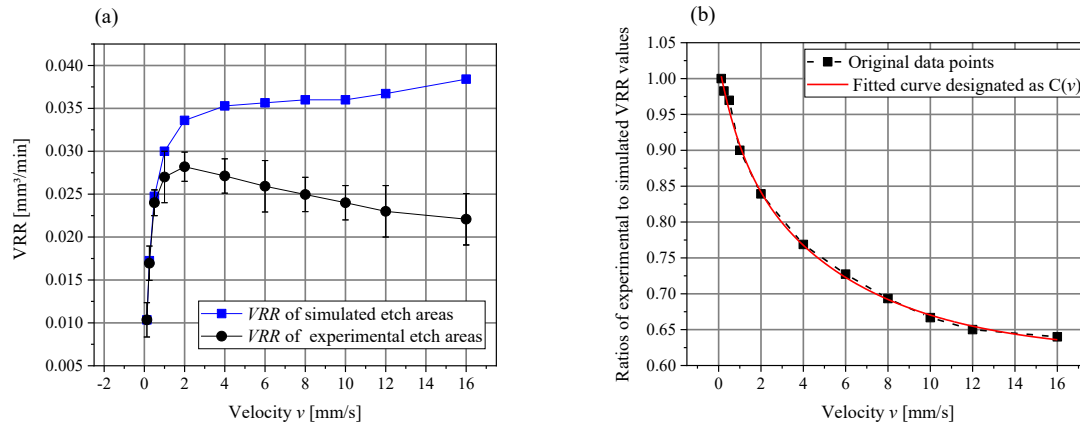 (a)
0.040
0.035
0.030
0.025
0.020
0.015
0.010
0.005
VRR [mm³/min]
VRR of simulated etch areas
VRR of experimental etch areas
-2 0 2 4 6 8 10 12 14 16
Velocity v [mm/s]
(b)
1.05
1.00
0.95
0.90
0.85
0.80
0.75
0.70
0.65
0.60
Ratios of experimental to simulated VRR values
Original data points
Fitted curve designated as C(v)
0 2 4 6 8 10 12 14 16
Velocity v [mm/s]